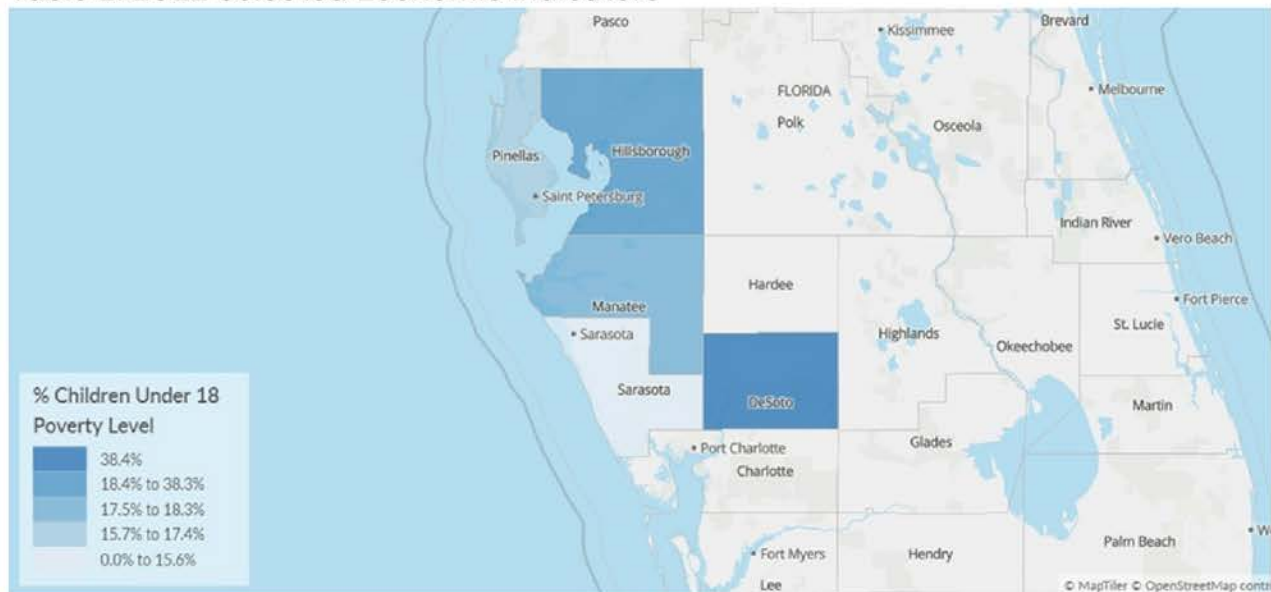 Pasco
Kissimmee
Brevard
Melbourne
FLORIDA
Polk
Osceola
Pinellas
Hillsborough
Saint Petersburg
Indian River
Vero Beach
Hardee
Manatee
Fort Pierce
Sarasota
Highlands
St. Lucie
Okeechobee
Sarasota
DeSoto
Martin
Port Charlotte
Glades
Charlotte
Palm Beach
Fort Myers
Hendry
Lee
% Children Under 18
Poverty Level
38.4%
18.4% to 38.3%
17.5% to 18.3%
15.7% to 17.4%
0.0% to 15.6%
© MapTiler © OpenStreetMap contri